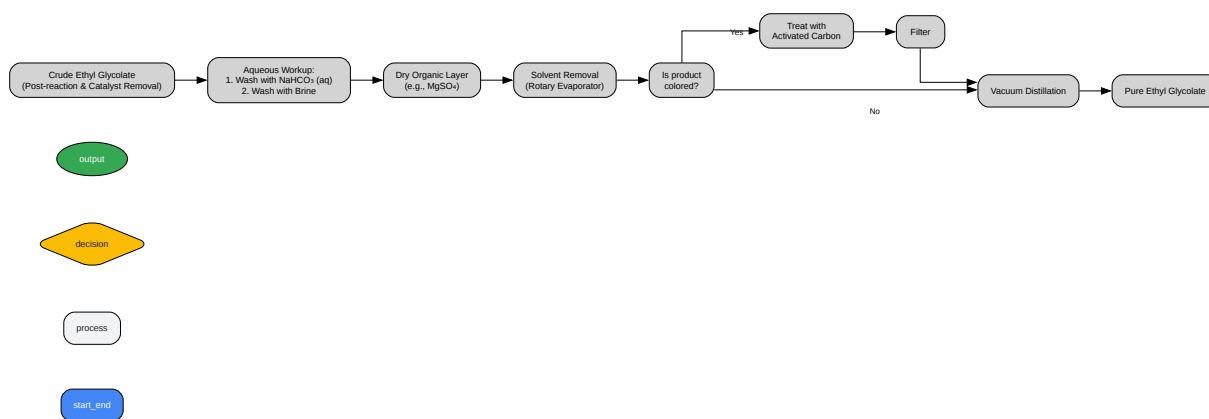 Crude Ethyl Glycolate
(Post-reaction & Catalyst Removal)
Aqueous Workup:
1. Wash with NaHCO₃ (aq)
2. Wash with Brine
Dry Organic Layer
(e.g., MgSO₄)
Solvent Removal
(Rotary Evaporator)
Is product
colored?
Yes
Treat with
Activated Carbon
Filter
No
Vacuum Distillation
Pure Ethyl Glycolate
output
decision
process
start_end